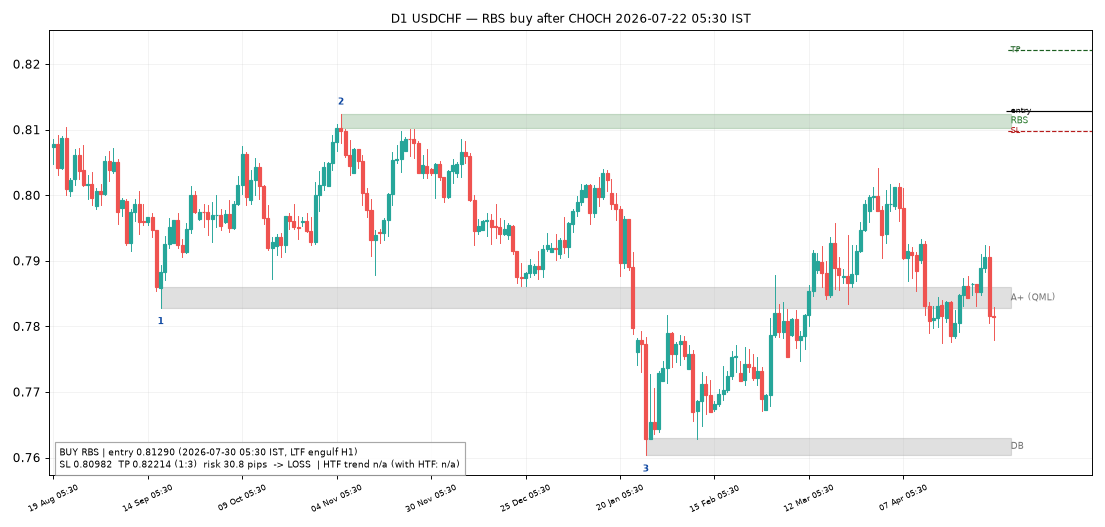 D1 USDCHF — RBS buy after CHOCH 2026-07-22 05:30 IST
0.82
0.81
0.80
0.79
0.78
0.77
0.76
TP
entry
RBS
SL
2
1
A+ (QML)
DB
3
BUY RBS | entry 0.81290 (2026-07-30 05:30 IST, LTF engulf H1)
SL 0.80982 TP 0.82214 (1:3) risk 30.8 pips -> LOSS | HTF trend n/a (with HTF: n/a)
19 Aug 05:30
14 Sep 05:30
09 Oct 05:30
04 Nov 05:30
30 Nov 05:30
25 Dec 05:30
20 Jan 05:30
15 Feb 05:30
12 Mar 05:30
07 Apr 05:30